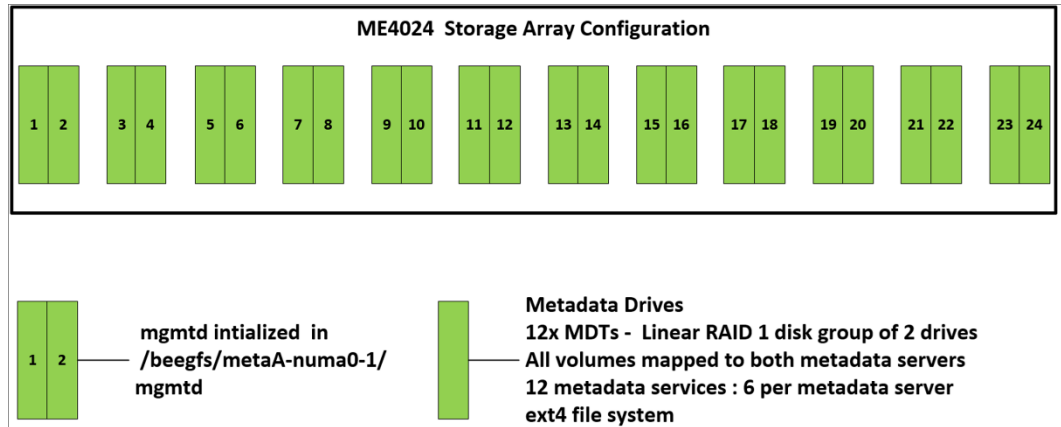 ME4024 Storage Array Configuration
1 2 3 4 5 6 7 8 9 10 11 12 13 14 15 16 17 18 19 20 21 22 23 24
1 2
mgmtd intialized in
/beegfs/metaA-numa0-1/
mgmtd
Metadata Drives
12x MDTs - Linear RAID 1 disk group of 2 drives
All volumes mapped to both metadata servers
12 metadata services : 6 per metadata server
ext4 file system